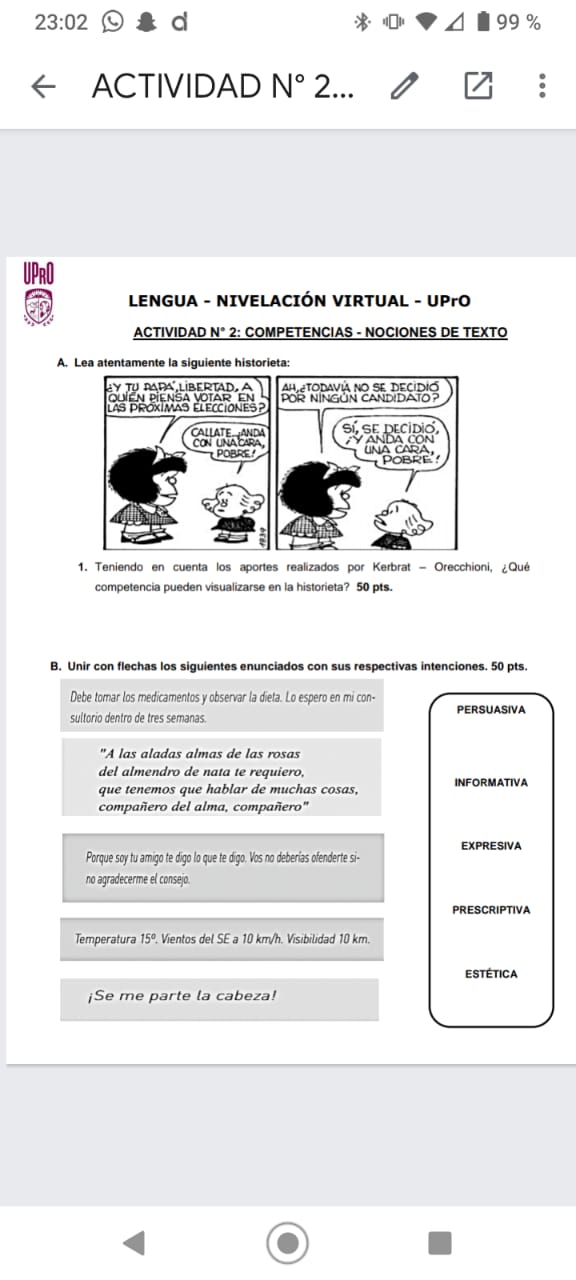 23:02 d 99 %
ACTIVIDAD N° 2...
UPrO
LENGUA - NIVELACIÓN VIRTUAL - UPrO
ACTIVIDAD N° 2: COMPETENCIAS - NOCIONES DE TEXTO
A. Lea atentamente la siguiente historieta:
¿Y TU PAPÁ, LIBERTAD, A
QUIÉN PIENSA VOTAR EN
LAS PRÓXIMAS ELECCIONES?
CALLATE, ¡ANDA
CON UNA CARA,
POBRE!
AH, ¿TODAVÍA NO SE DECIDIÓ
POR NINGÚN CANDIDATO?
SÍ, SE DECIDIÓ,
¡Y ANDA CON
UNA CARA,
POBRE!
1939
1. Teniendo en cuenta los aportes realizados por Kerbrat – Orecchioni, ¿Qué
competencia pueden visualizarse en la historieta? 50 pts.
B. Unir con flechas los siguientes enunciados con sus respectivas intenciones. 50 pts.
Debe tomar los medicamentos y observar la dieta. Lo espero en mi con-
sultorio dentro de tres semanas.
"A las aladas almas de las rosas
del almendro de nata te requiero,
que tenemos que hablar de muchas cosas,
compañero del alma, compañero"
Porque soy tu amigo te digo lo que te digo. Vos no deberías ofenderte si-
no agradecerme el consejo.
Temperatura 15º. Vientos del SE a 10 km/h. Visibilidad 10 km.
¡Se me parte la cabeza!
PERSUASIVA
INFORMATIVA
EXPRESIVA
PRESCRIPTIVA
ESTÉTICA